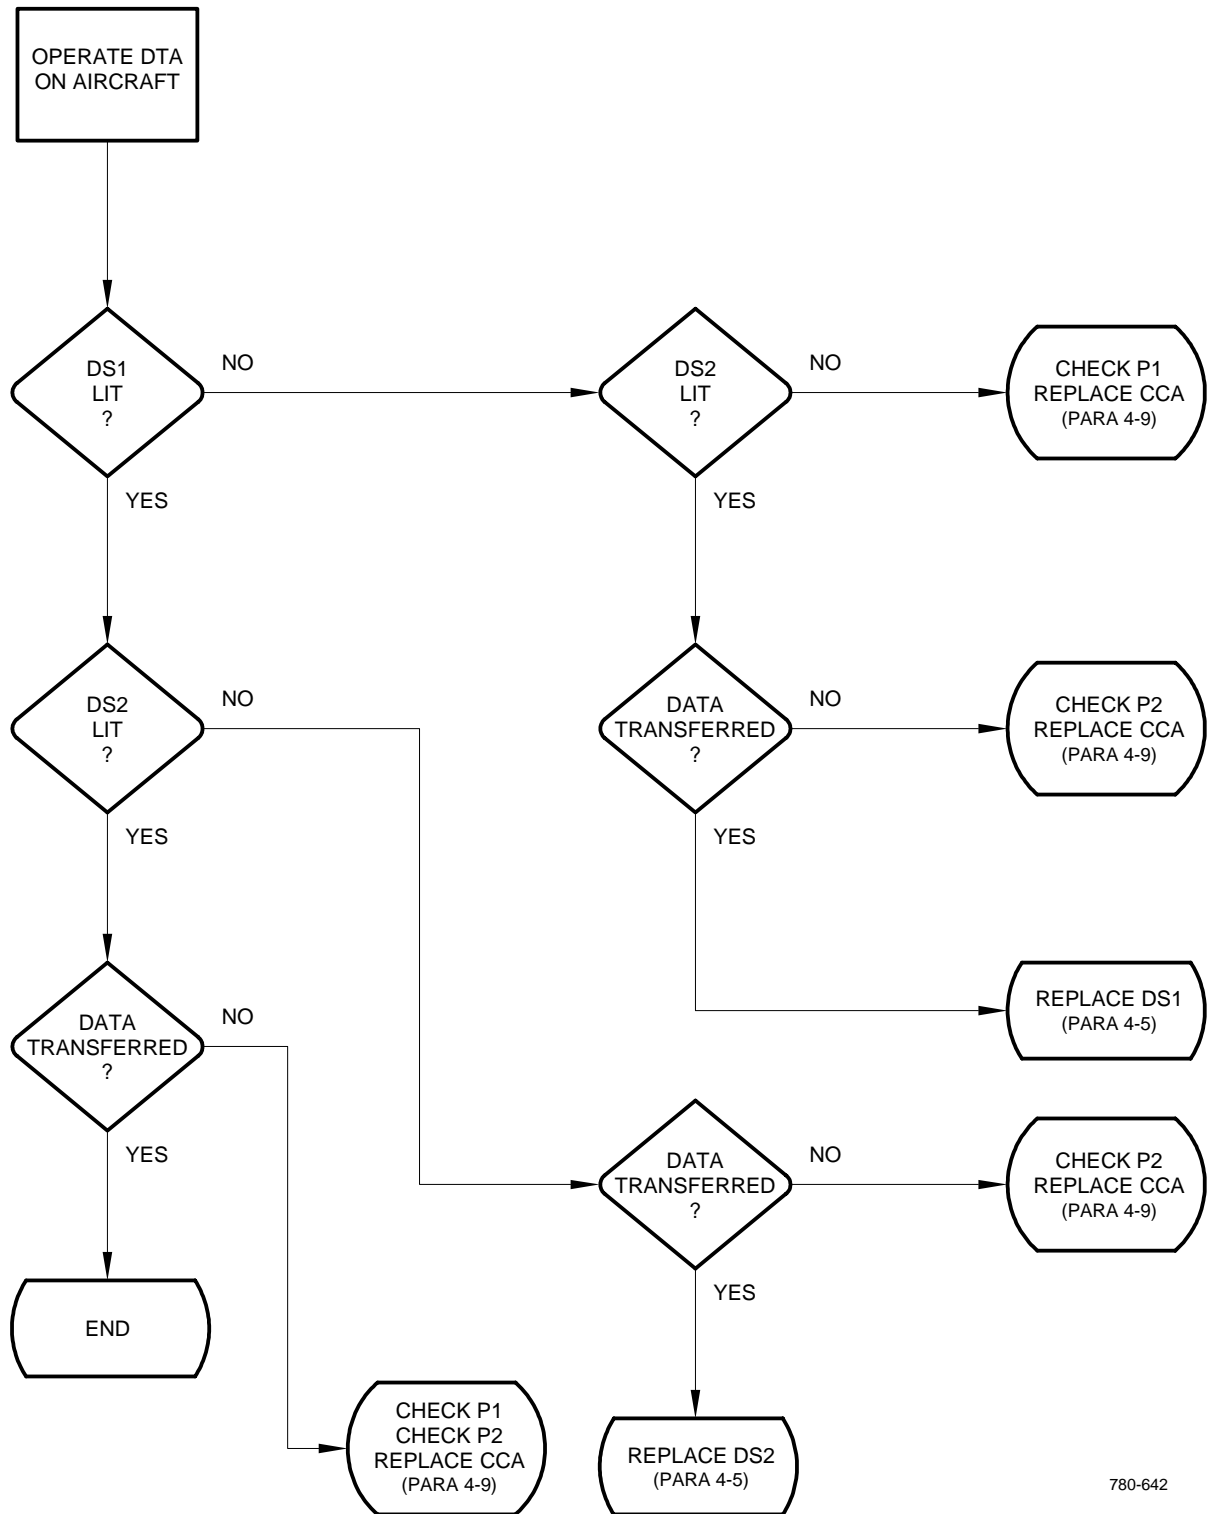 OPERATE DTA
ON AIRCRAFT
DS1
LIT
?
NO
YES
DS2
LIT
?
NO
YES
CHECK P1
REPLACE CCA
(PARA 4-9)
DS2
LIT
?
NO
YES
DATA
TRANSFERRED
?
NO
YES
CHECK P2
REPLACE CCA
(PARA 4-9)
DATA
TRANSFERRED
?
NO
YES
REPLACE DS1
(PARA 4-5)
DATA
TRANSFERRED
?
NO
YES
CHECK P2
REPLACE CCA
(PARA 4-9)
END
CHECK P1
CHECK P2
REPLACE CCA
(PARA 4-9)
REPLACE DS2
(PARA 4-5)
780-642